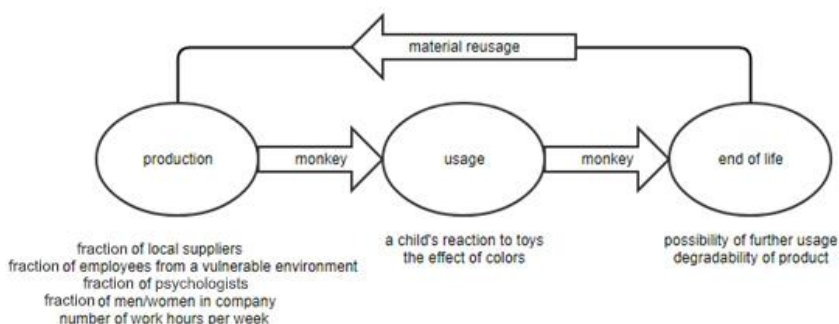 material reusage
production
monkey
usage
monkey
end of life
fraction of local suppliers
fraction of employees from a vulnerable environment
fraction of psychologists
fraction of men/women in company
number of work hours per week
a child's reaction to toys
the effect of colors
possibility of further usage
degradability of product